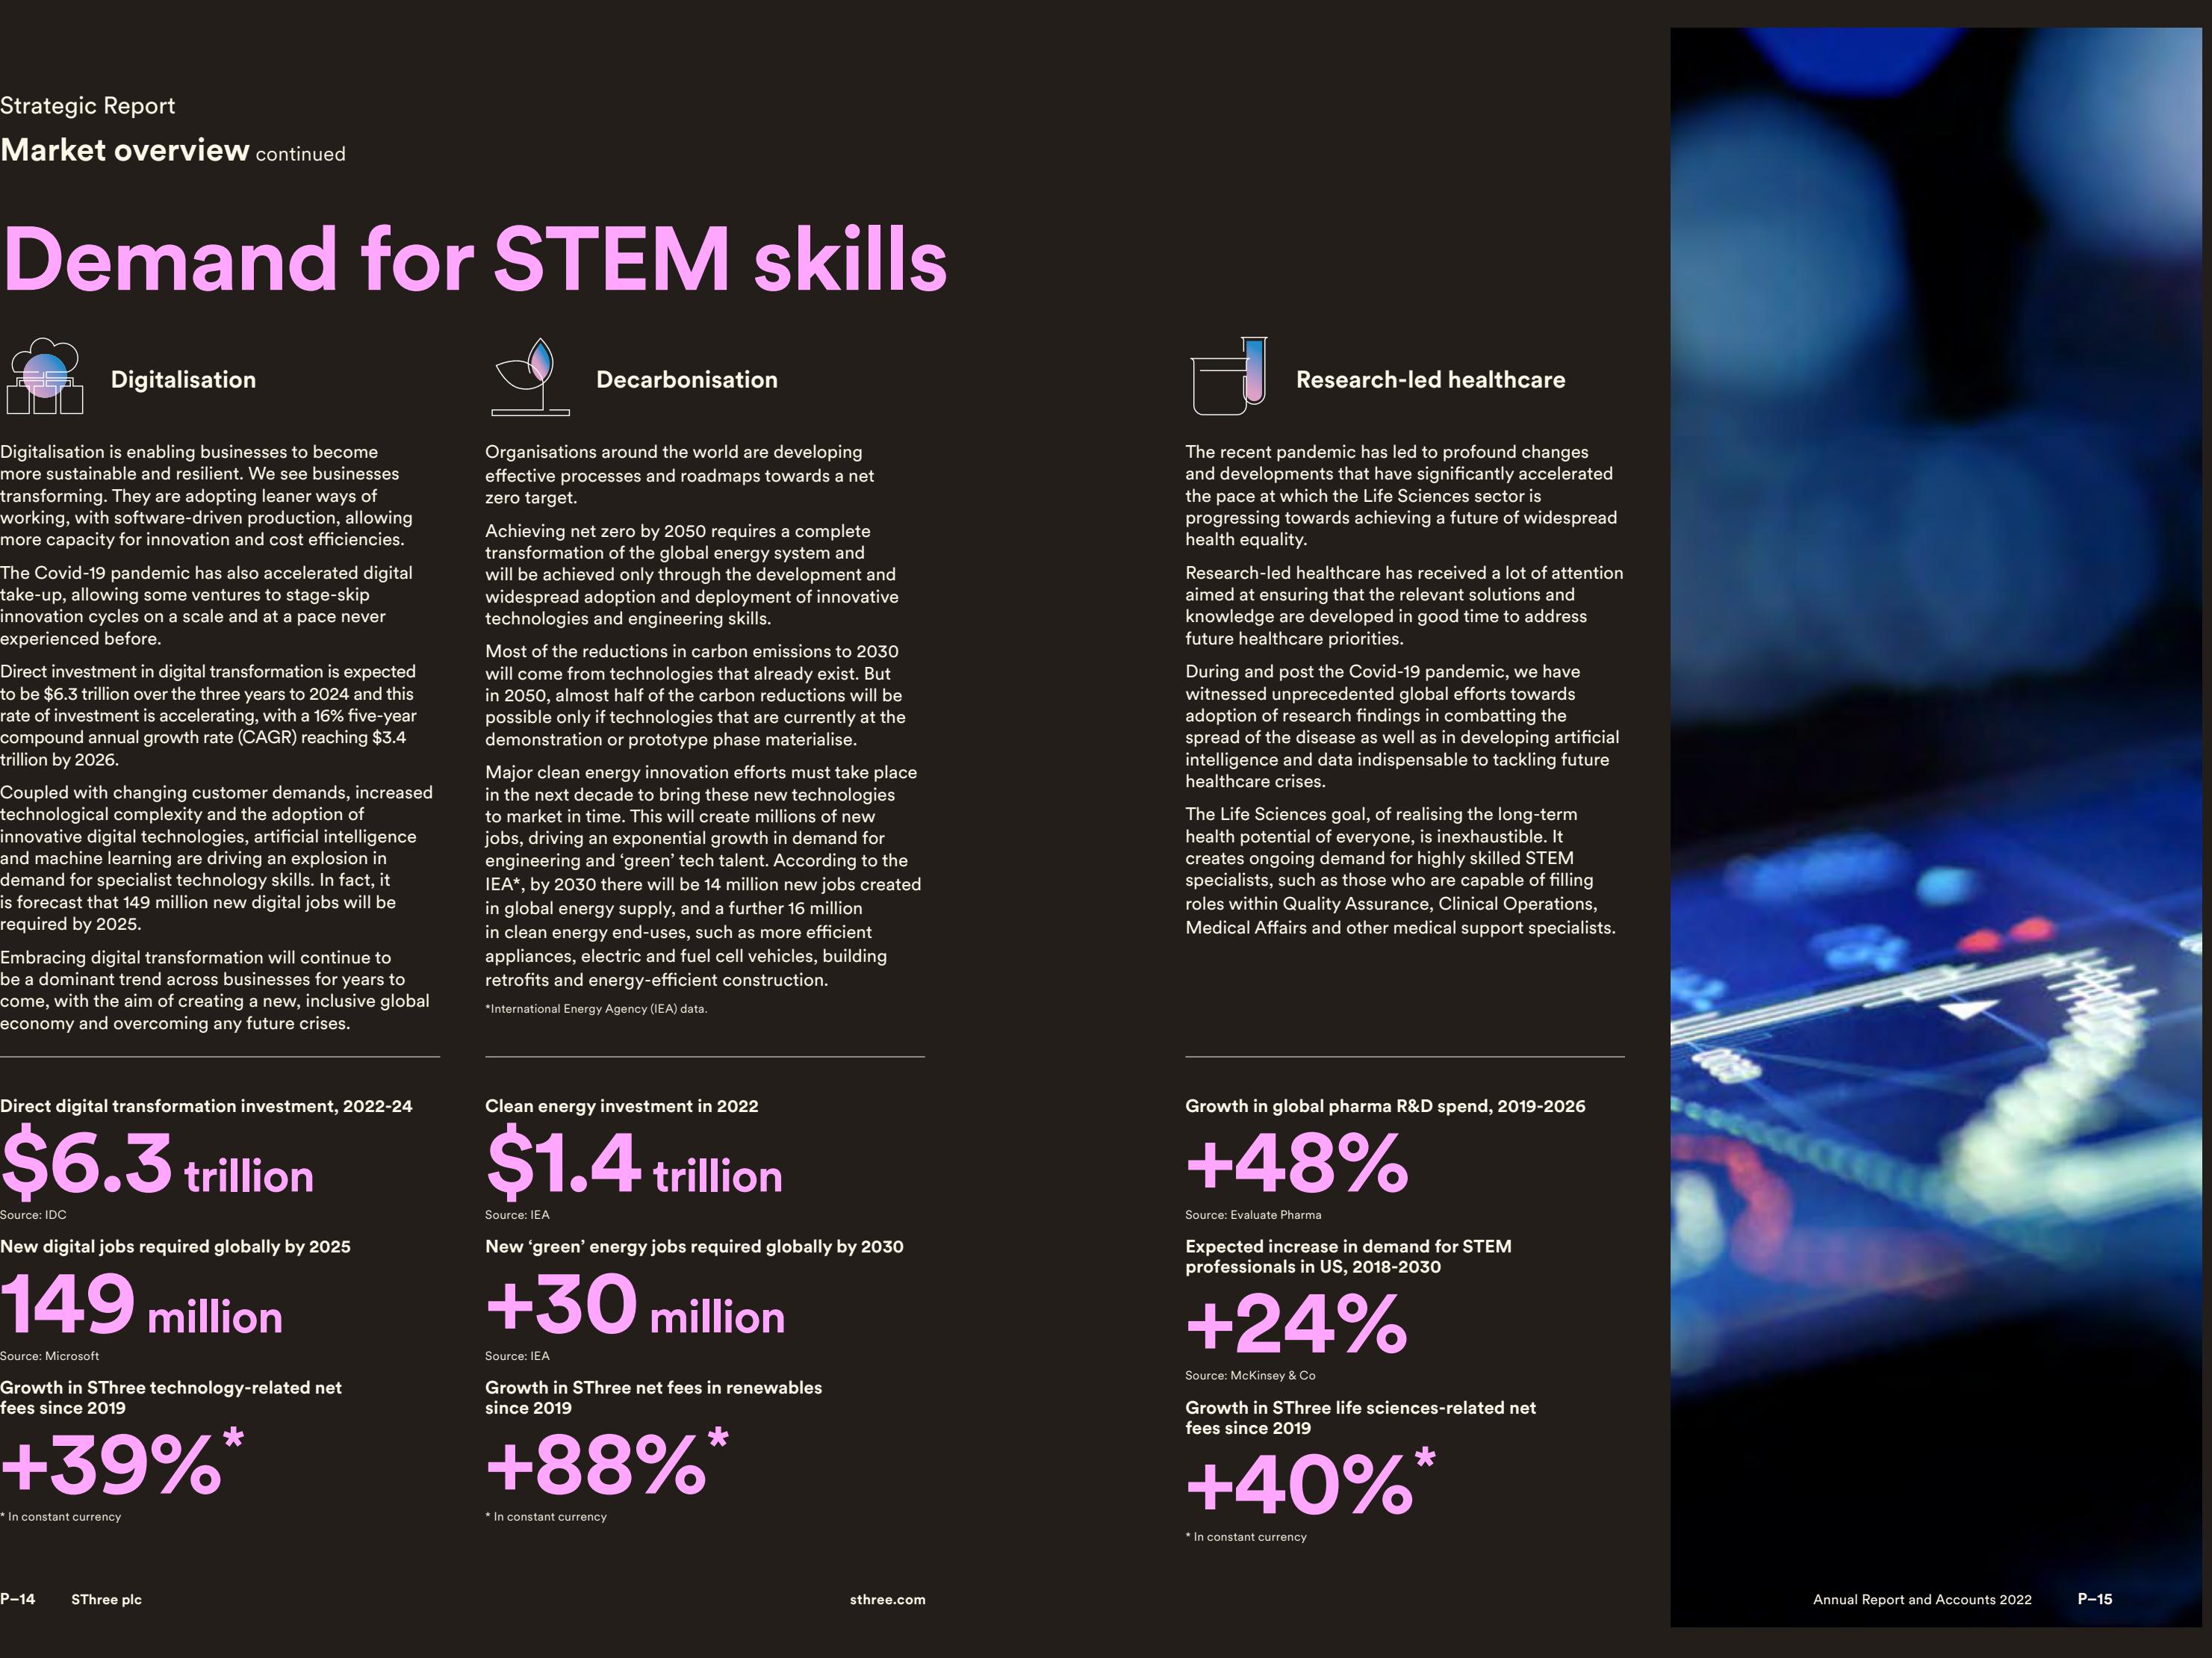 Strategic Report
Market overview continued
Demand for STEM skills
Digitalisation
Digitalisation is enabling businesses to become
more sustainable and resilient. We see businesses
transforming. They are adopting leaner ways of
working, with software-driven production, allowing
more capacity for innovation and cost efficiencies.
The Covid-19 pandemic has also accelerated digital
take-up, allowing some ventures to stage-skip
innovation cycles on a scale and at a pace never
experienced before.
Direct investment in digital transformation is expected
to be $6.3 trillion over the three years to 2024 and this
rate of investment is accelerating, with a 16% five-year
compound annual growth rate (CAGR) reaching $3.4
trillion by 2026.
Coupled with changing customer demands, increased
technological complexity and the adoption of
innovative digital technologies, artificial intelligence
and machine learning are driving an explosion in
demand for specialist technology skills. In fact, it
is forecast that 149 million new digital jobs will be
required by 2025.
Embracing digital transformation will continue to
be a dominant trend across businesses for years to
come, with the aim of creating a new, inclusive global
economy and overcoming any future crises.
Direct digital transformation investment, 2022-24
$6.3 trillion
Source: IDC
New digital jobs required globally by 2025
149 million
Source: Microsoft
Growth in SThree technology-related net
fees since 2019
+39%*
* In constant currency
Decarbonisation
Organisations around the world are developing
effective processes and roadmaps towards a net
zero target.
Achieving net zero by 2050 requires a complete
transformation of the global energy system and
will be achieved only through the development and
widespread adoption and deployment of innovative
technologies and engineering skills.
Most of the reductions in carbon emissions to 2030
will come from technologies that already exist. But
in 2050, almost half of the carbon reductions will be
possible only if technologies that are currently at the
demonstration or prototype phase materialise.
Major clean energy innovation efforts must take place
in the next decade to bring these new technologies
to market in time. This will create millions of new
jobs, driving an exponential growth in demand for
engineering and ‘green’ tech talent. According to the
IEA*, by 2030 there will be 14 million new jobs created
in global energy supply, and a further 16 million
in clean energy end-uses, such as more efficient
appliances, electric and fuel cell vehicles, building
retrofits and energy-efficient construction.
*International Energy Agency (IEA) data.
Clean energy investment in 2022
$1.4 trillion
Source: IEA
New ‘green’ energy jobs required globally by 2030
+30 million
Source: IEA
Growth in SThree net fees in renewables
since 2019
+88%*
* In constant currency
Research-led healthcare
The recent pandemic has led to profound changes
and developments that have significantly accelerated
the pace at which the Life Sciences sector is
progressing towards achieving a future of widespread
health equality.
Research-led healthcare has received a lot of attention
aimed at ensuring that the relevant solutions and
knowledge are developed in good time to address
future healthcare priorities.
During and post the Covid-19 pandemic, we have
witnessed unprecedented global efforts towards
adoption of research findings in combatting the
spread of the disease as well as in developing artificial
intelligence and data indispensable to tackling future
healthcare crises.
The Life Sciences goal, of realising the long-term
health potential of everyone, is inexhaustible. It
creates ongoing demand for highly skilled STEM
specialists, such as those who are capable of filling
roles within Quality Assurance, Clinical Operations,
Medical Affairs and other medical support specialists.
Growth in global pharma R&D spend, 2019-2026
+48%
Source: Evaluate Pharma
Expected increase in demand for STEM
professionals in US, 2018-2030
+24%
Source: McKinsey & Co
Growth in SThree life sciences-related net
fees since 2019
+40%*
* In constant currency
P–14 SThree plc
sthree.com
Annual Report and Accounts 2022 P–15